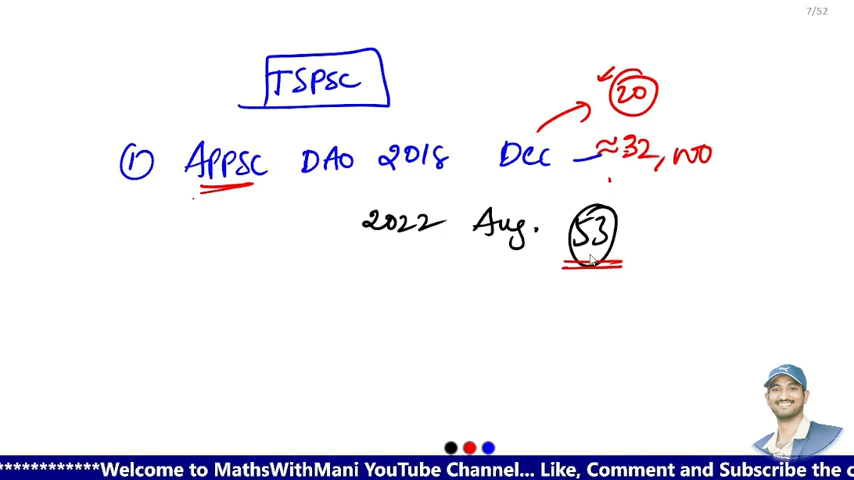 7/52
TSPSC
20
① APPSC DAO 2018 Dec – ≈32,000
2022 Aug. 53
************Welcome to MathsWithMani YouTube Channel... Like, Comment and Subscribe the c